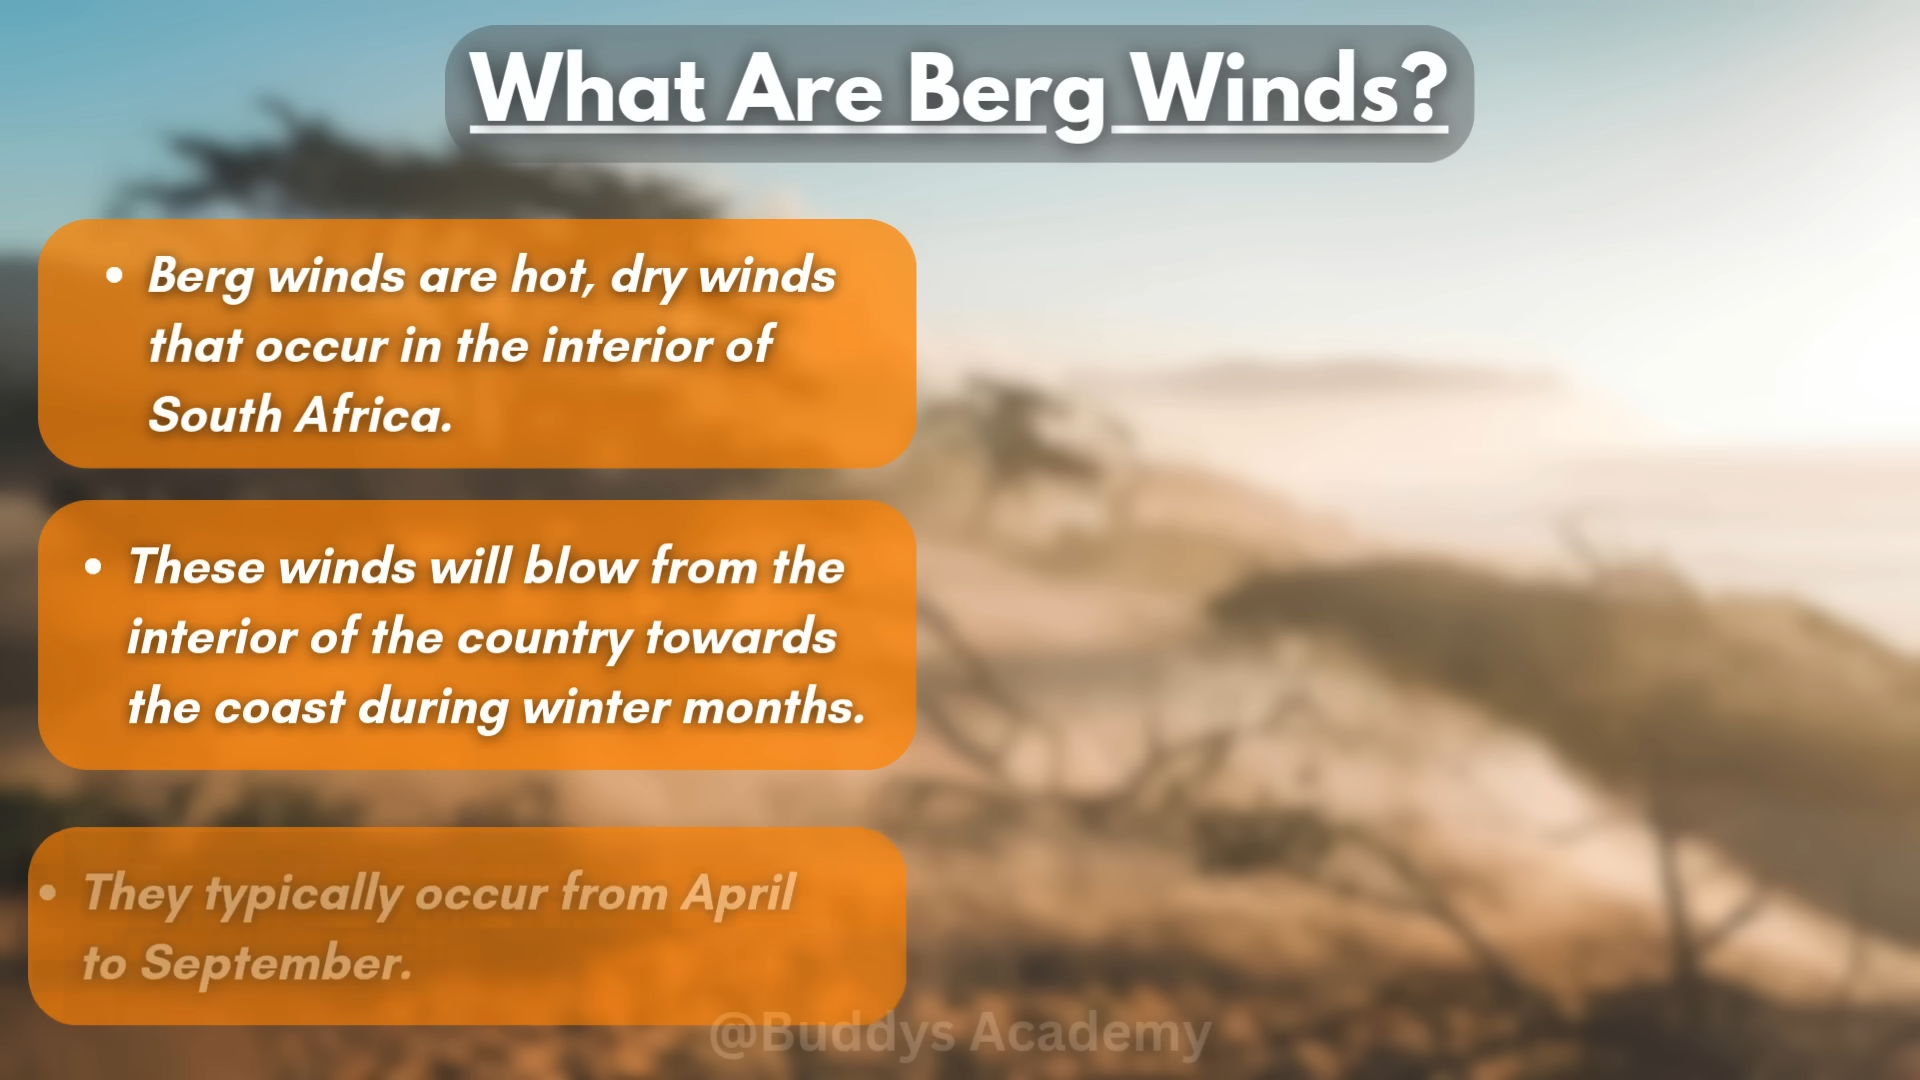 What Are Berg Winds?
• Berg winds are hot, dry winds
that occur in the interior of
South Africa.
• These winds will blow from the
interior of the country towards
the coast during winter months.
• They typically occur from April
to September.
@Buddys Academy